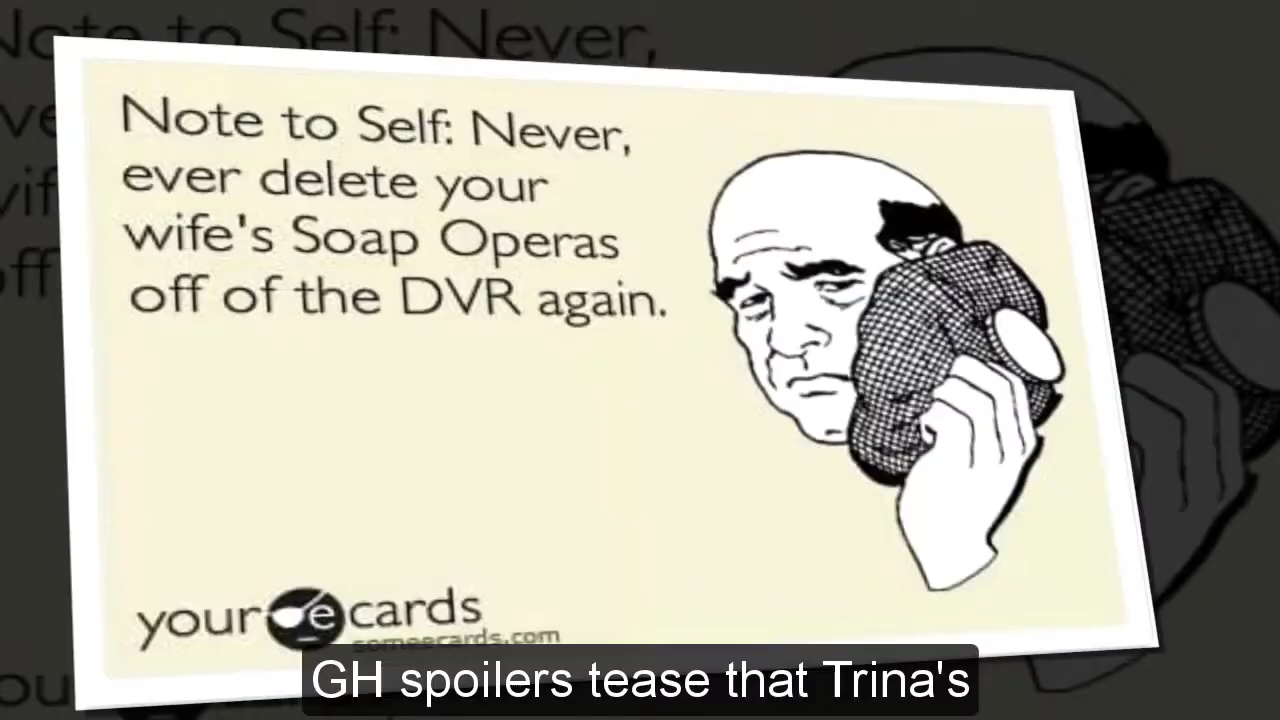 Note to Self: Never,
ever delete your
wife's Soap Operas
off of the DVR again.
your e cards
someecards.com
GH spoilers tease that Trina's